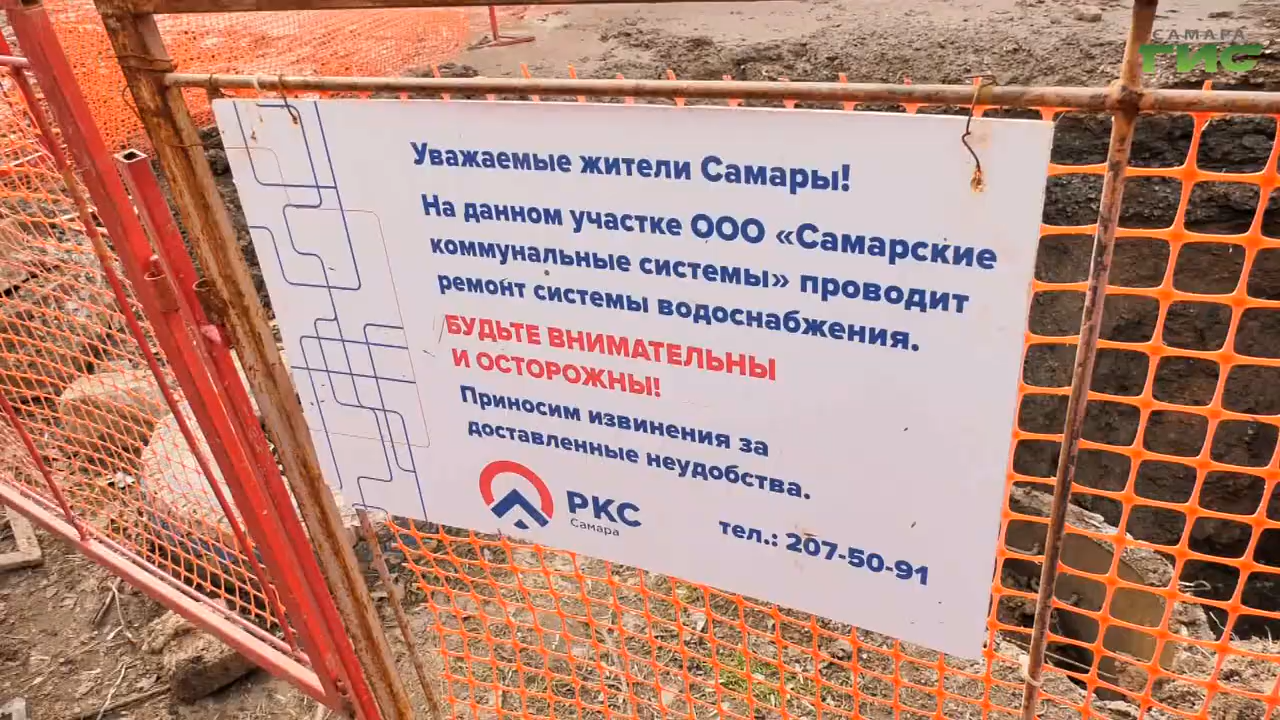 САМАРА
ГИС
Уважаемые жители Самары!
На данном участке ООО «Самарские
коммунальные системы» проводит
ремонт системы водоснабжения.
БУДЬТЕ ВНИМАТЕЛЬНЫ
И ОСТОРОЖНЫ!
Приносим извинения за
доставленные неудобства.
РКС
Самара
тел.: 207-50-91